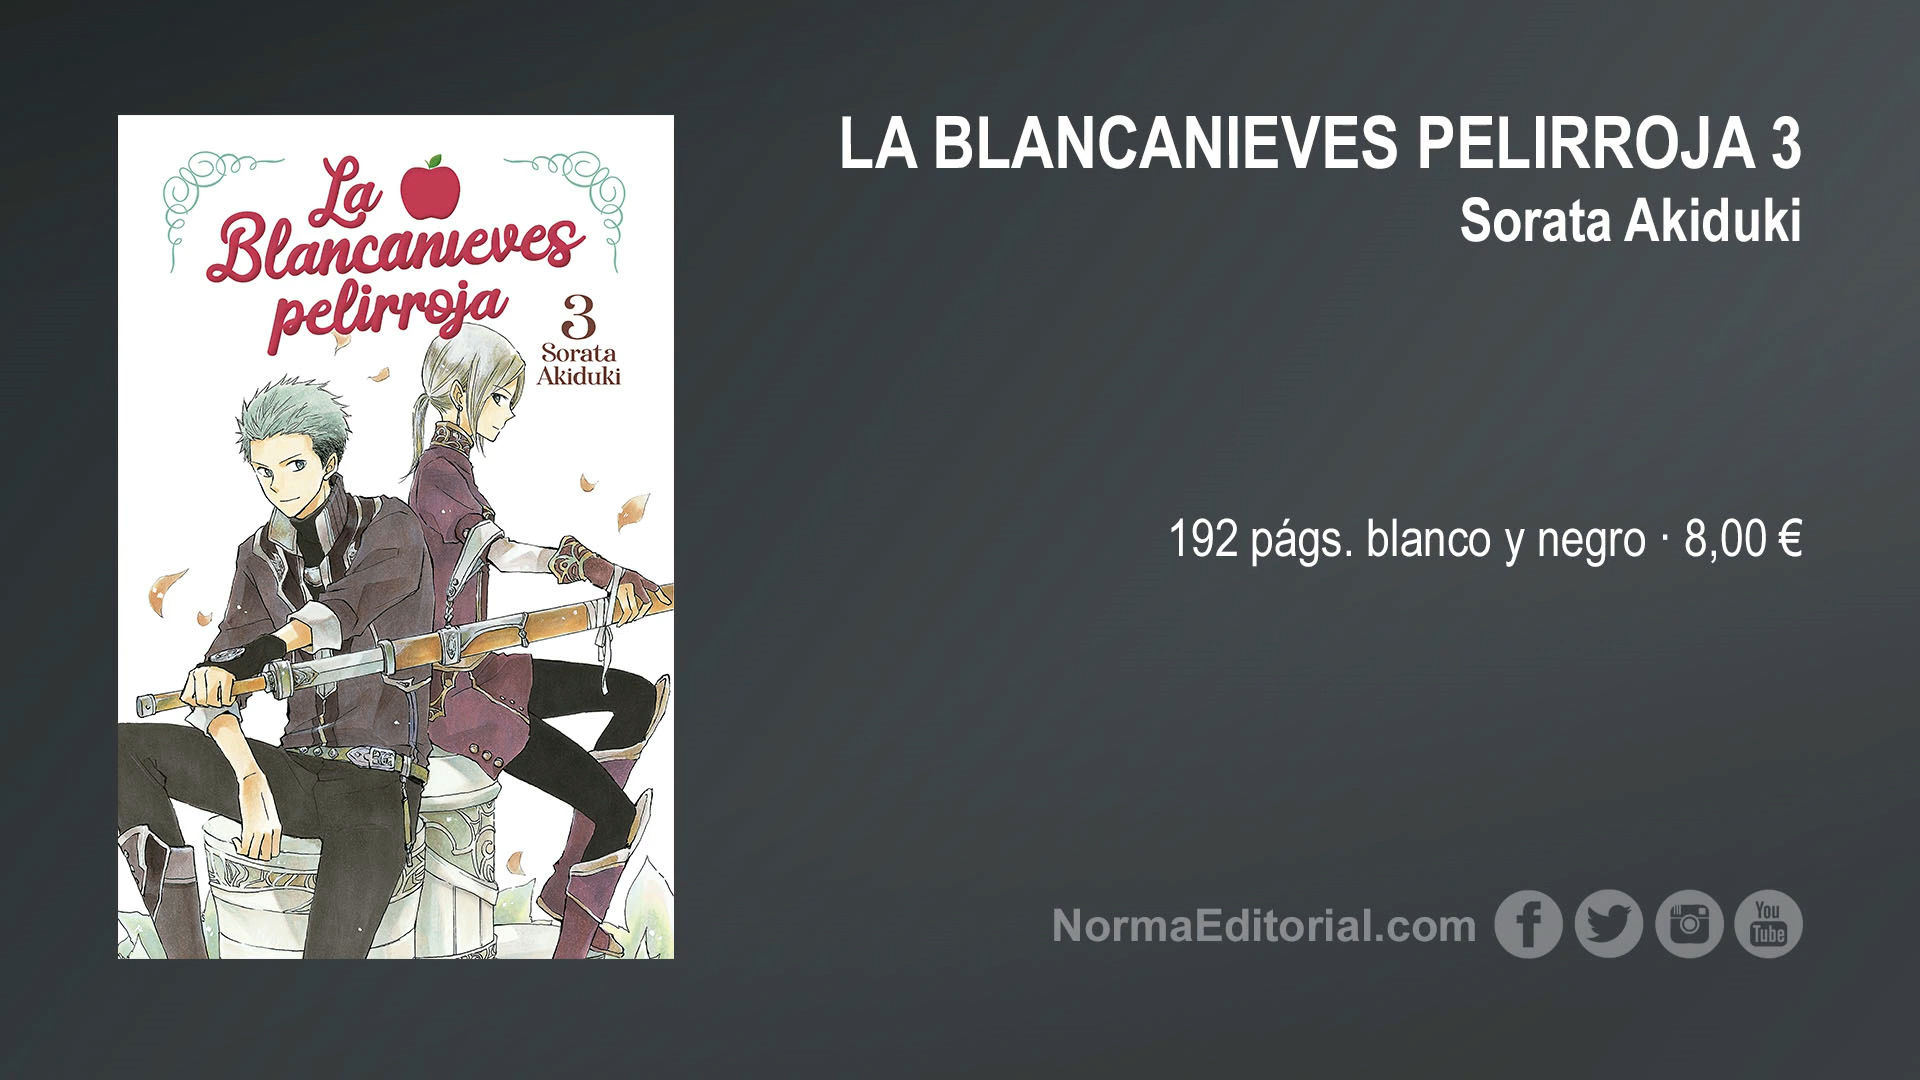 La
Blancanieves
pelirroja
3
Sorata
Akiduki
LA BLANCANIEVES PELIRROJA 3
Sorata Akiduki
192 págs. blanco y negro · 8,00 €
NormaEditorial.com
You
Tube